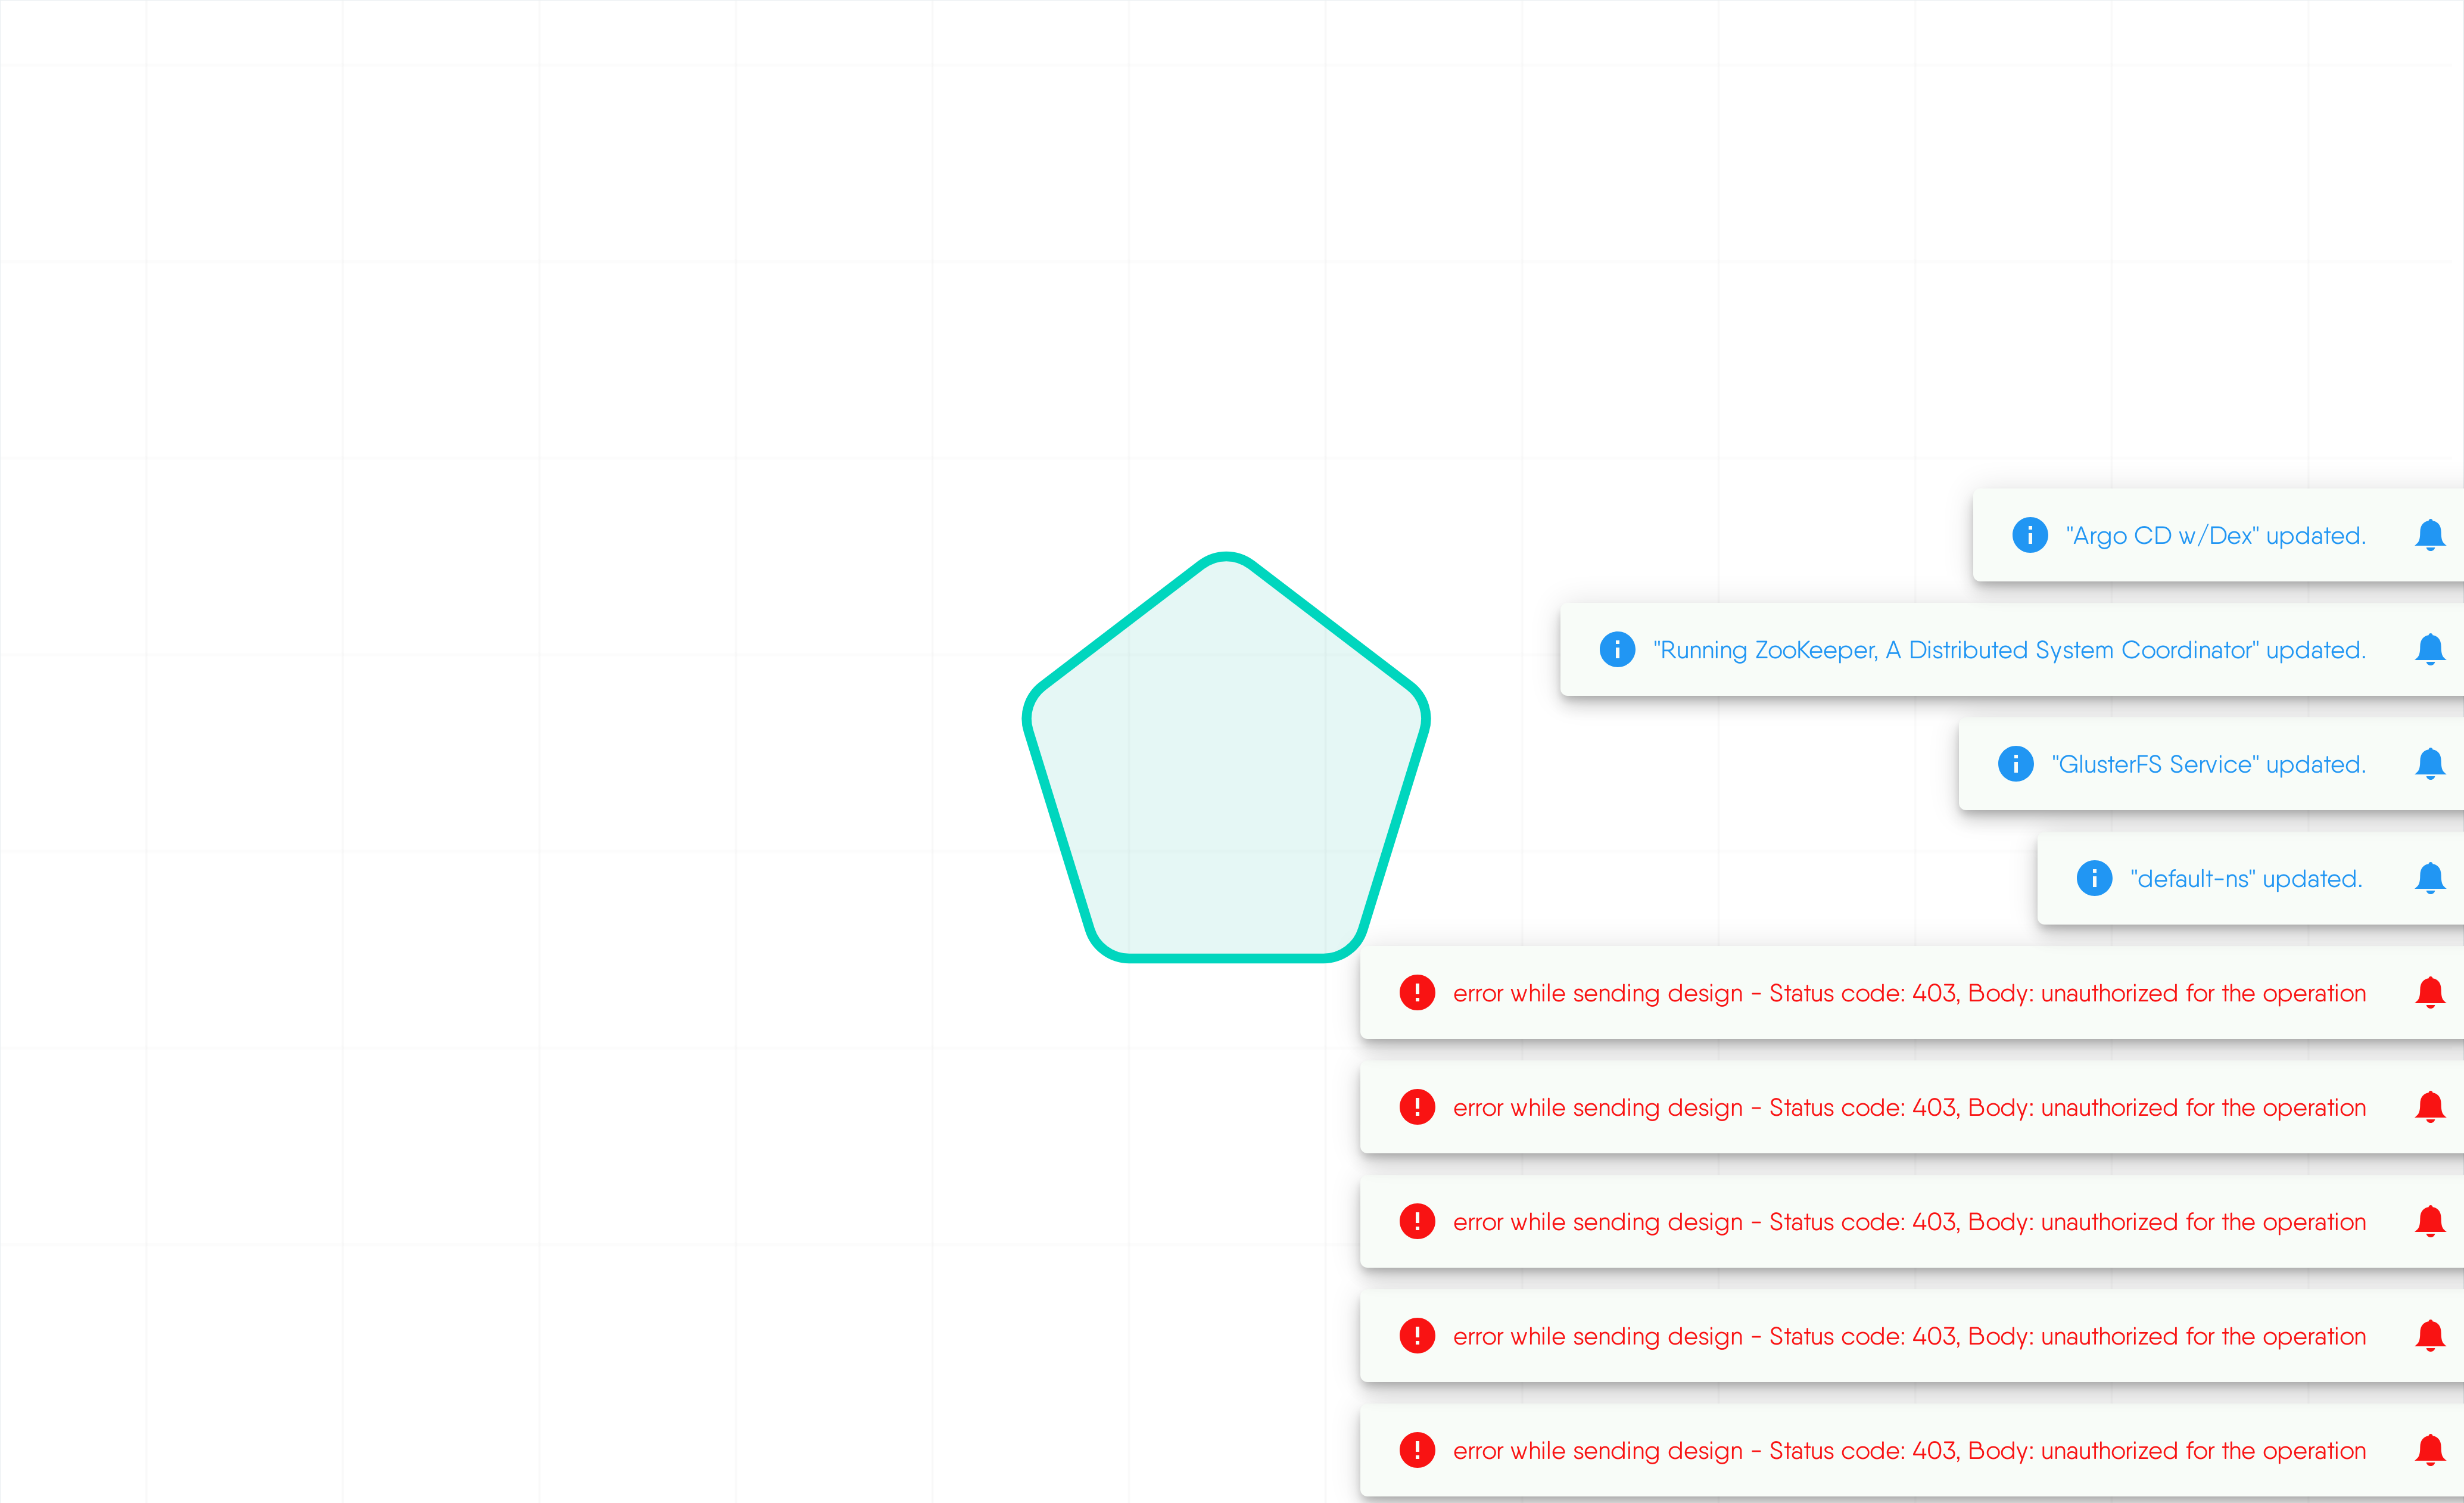 "Argo CD w/Dex" updated.
"Running ZooKeeper, A Distributed System Coordinator" updated.
"GlusterFS Service" updated.
"default-ns" updated.
error while sending design - Status code: 403, Body: unauthorized for the operation
error while sending design - Status code: 403, Body: unauthorized for the operation
error while sending design - Status code: 403, Body: unauthorized for the operation
error while sending design - Status code: 403, Body: unauthorized for the operation
error while sending design - Status code: 403, Body: unauthorized for the operation